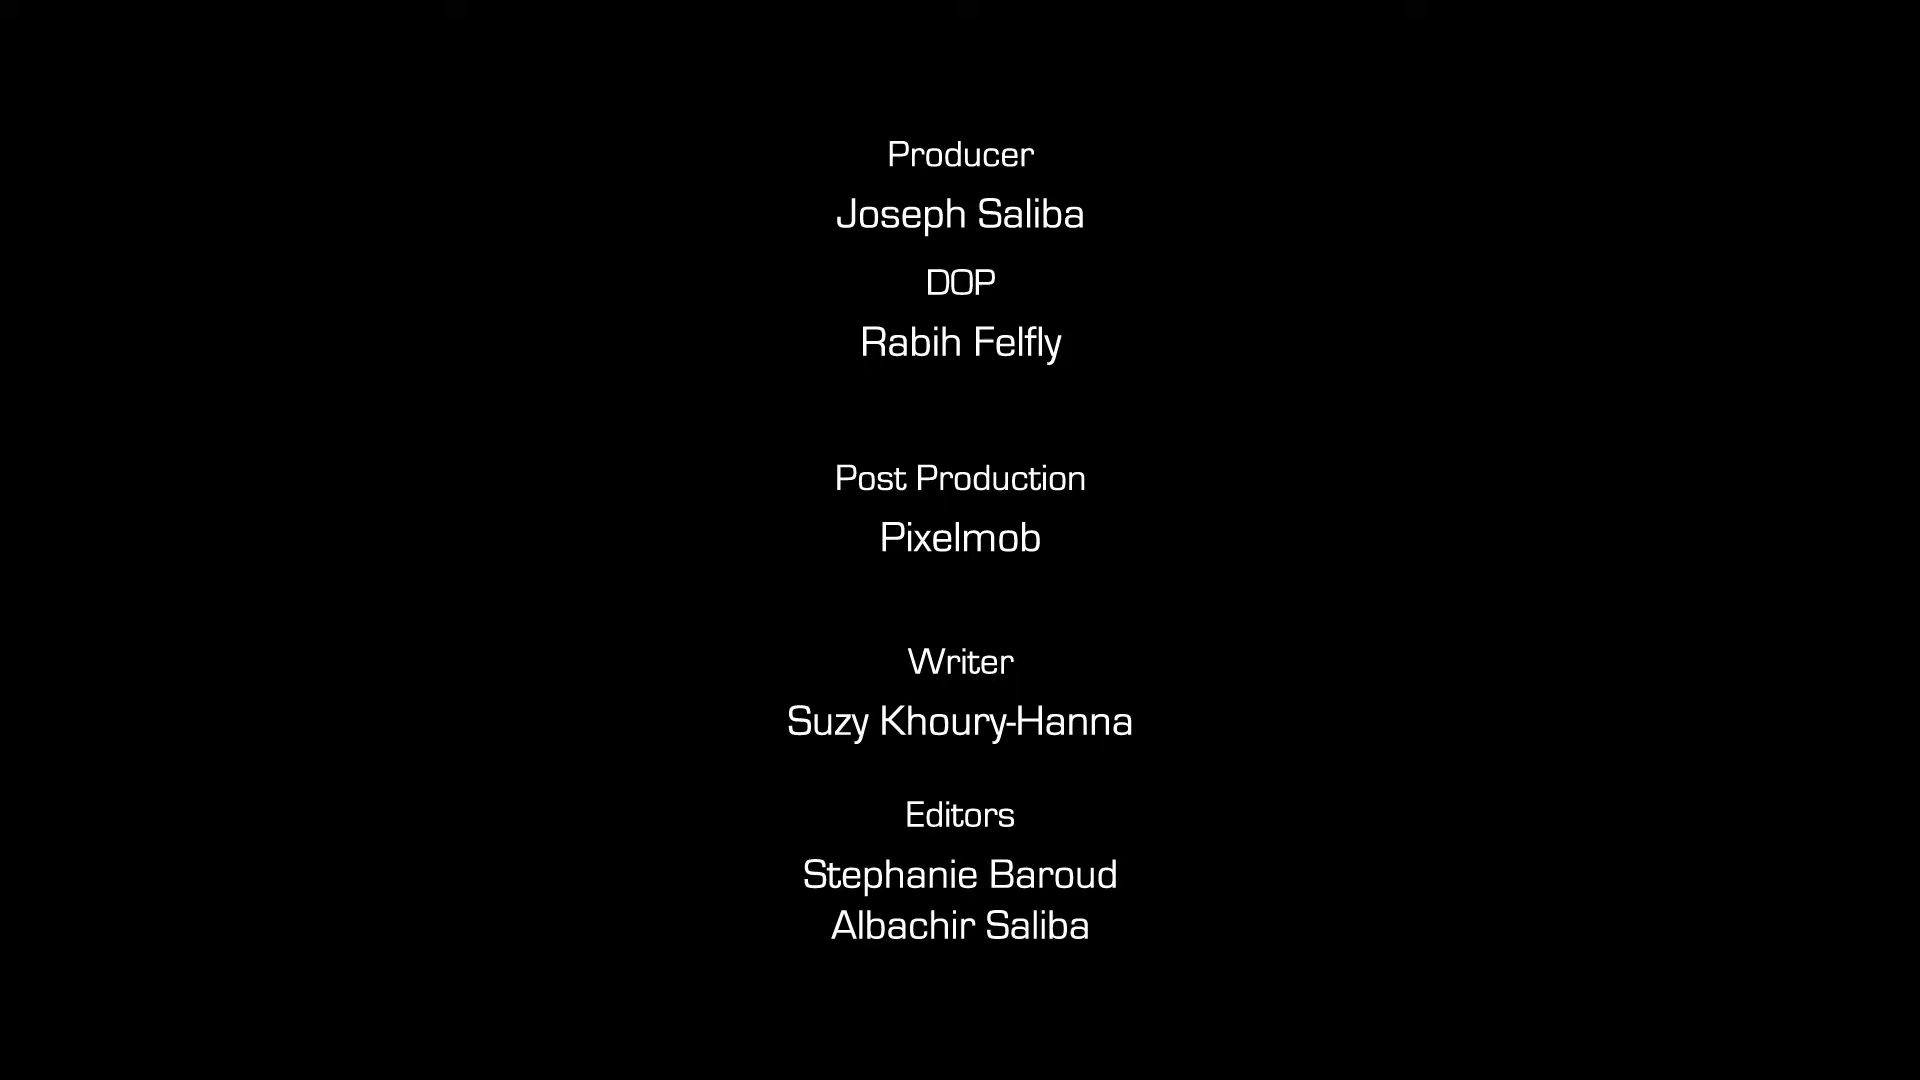 Producer
Joseph Saliba
DOP
Rabih Felfly
Post Production
Pixelmob
Writer
Suzy Khoury-Hanna
Editors
Stephanie Baroud
Albachir Saliba